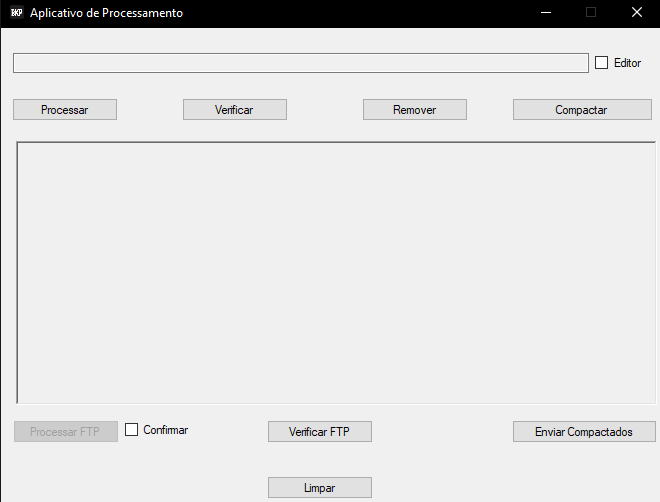 BKP Aplicativo de Processamento
Editor
Processar Verificar Remover Compactar
Processar FTP Confirmar Verificar FTP Enviar Compactados
Limpar